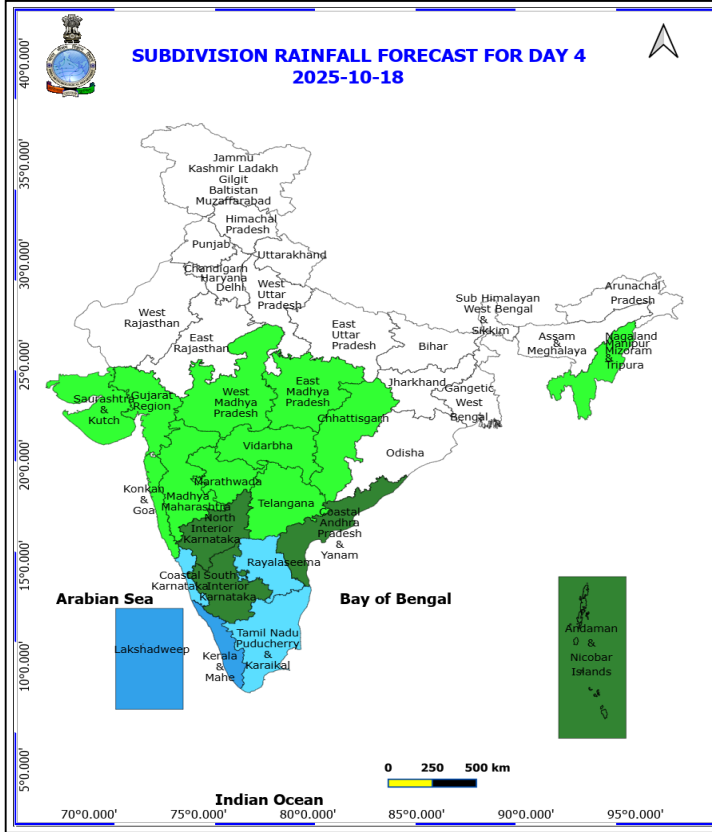 SUBDIVISION RAINFALL FORECAST FOR DAY 4
2025-10-18
40°0.000'
35°0.000'
30°0.000'
25°0.000'
20°0.000'
15°0.000'
10°0.000'
5°0.000'
Jammu
Kashmir Ladakh
Gilgit
Baltistan
Muzaffarabad
Himachal
Pradesh
Punjab
Uttarakhand
Chandigarh
Haryana
Delhi
West
Uttar
Pradesh
West
Rajasthan
East
Rajasthan
East
Uttar
Pradesh
Bihar
Sub Himalayan
West Bengal
&
Sikkim
Arunachal
Pradesh
Assam
&
Meghalaya
Nagaland
Manipur
Mizoram
&
Tripura
Jharkhand
Gangetic
West
Bengal
Saurashtra
&
Kutch
Gujarat
Region
West
Madhya
Pradesh
East
Madhya
Pradesh
Chhattisgarh
Odisha
Vidarbha
Konkan
&
Goa
Marathwada
Madhya
Maharashtra
Telangana
North
Interior
Karnataka
Coastal
Andhra
Pradesh
&
Yanam
Rayalaseema
Coastal
Karnataka
South
Interior
Karnataka
Arabian Sea
Bay of Bengal
Lakshadweep
Kerala
&
Mahe
Tamil Nadu
Puducherry
&
Karaikal
Andaman
&
Nicobar
Islands
0 250 500 km
Indian Ocean
70°0.000' 75°0.000' 80°0.000' 85°0.000' 90°0.000' 95°0.000'